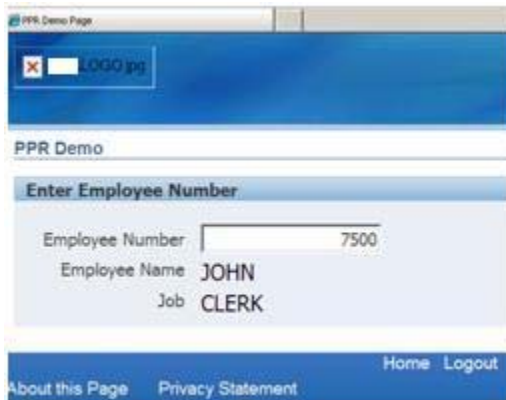 PPR Demo Page
LOGO.jpg
PPR Demo
Enter Employee Number
Employee Number 7500
Employee Name JOHN
Job CLERK
Home Logout
About this Page Privacy Statement